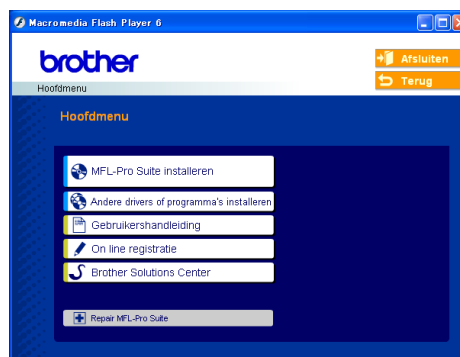 Macromedia Flash Player 6
brother
Afsluiten
Terug
Hoofdmenu
Hoofdmenu
MFL-Pro Suite installeren
Andere drivers of programma's installeren
Gebruikershandleiding
On line registratie
Brother Solutions Center
Repair MFL-Pro Suite